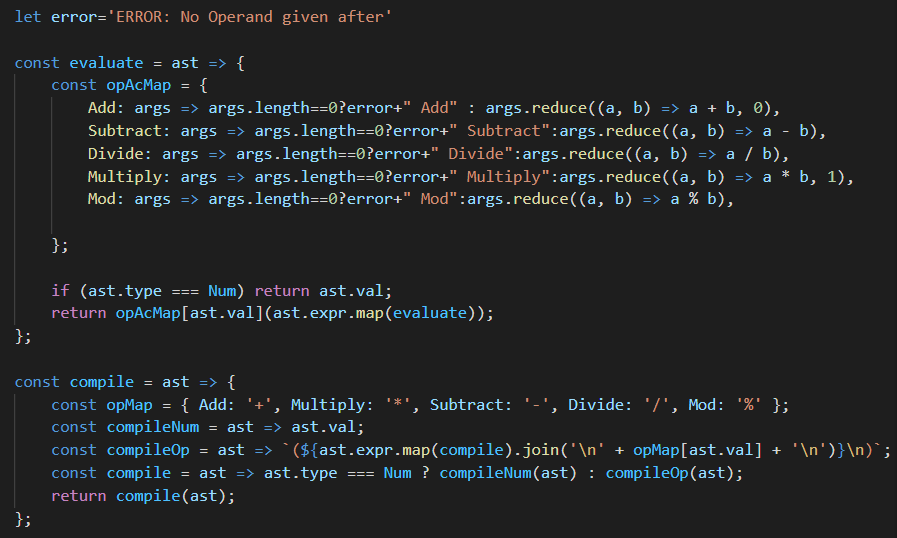 let error='ERROR: No Operand given after'
const evaluate = ast => {
const opAcMap = {
Add: args => args.length==0?error+" Add" : args.reduce((a, b) => a + b, 0),
Subtract: args => args.length==0?error+" Subtract":args.reduce((a, b) => a - b),
Divide: args => args.length==0?error+" Divide":args.reduce((a, b) => a / b),
Multiply: args => args.length==0?error+" Multiply":args.reduce((a, b) => a * b, 1),
Mod: args => args.length==0?error+" Mod":args.reduce((a, b) => a % b),
};
if (ast.type === Num) return ast.val;
return opAcMap[ast.val](ast.expr.map(evaluate));
};
const compile = ast => {
const opMap = { Add: '+', Multiply: '*', Subtract: '-', Divide: '/', Mod: '%' };
const compileNum = ast => ast.val;
const compileOp = ast => `(${ast.expr.map(compile).join('\n' + opMap[ast.val] + '\n')}\n)`;
const compile = ast => ast.type === Num ? compileNum(ast) : compileOp(ast);
return compile(ast);
};